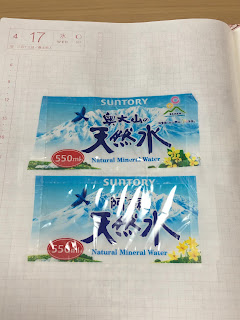 4 17
SUNTORY
奥大山の
天然水
550ml
Natural Mineral Water
SUNTORY
天然水
550ml
Natural Mineral Water